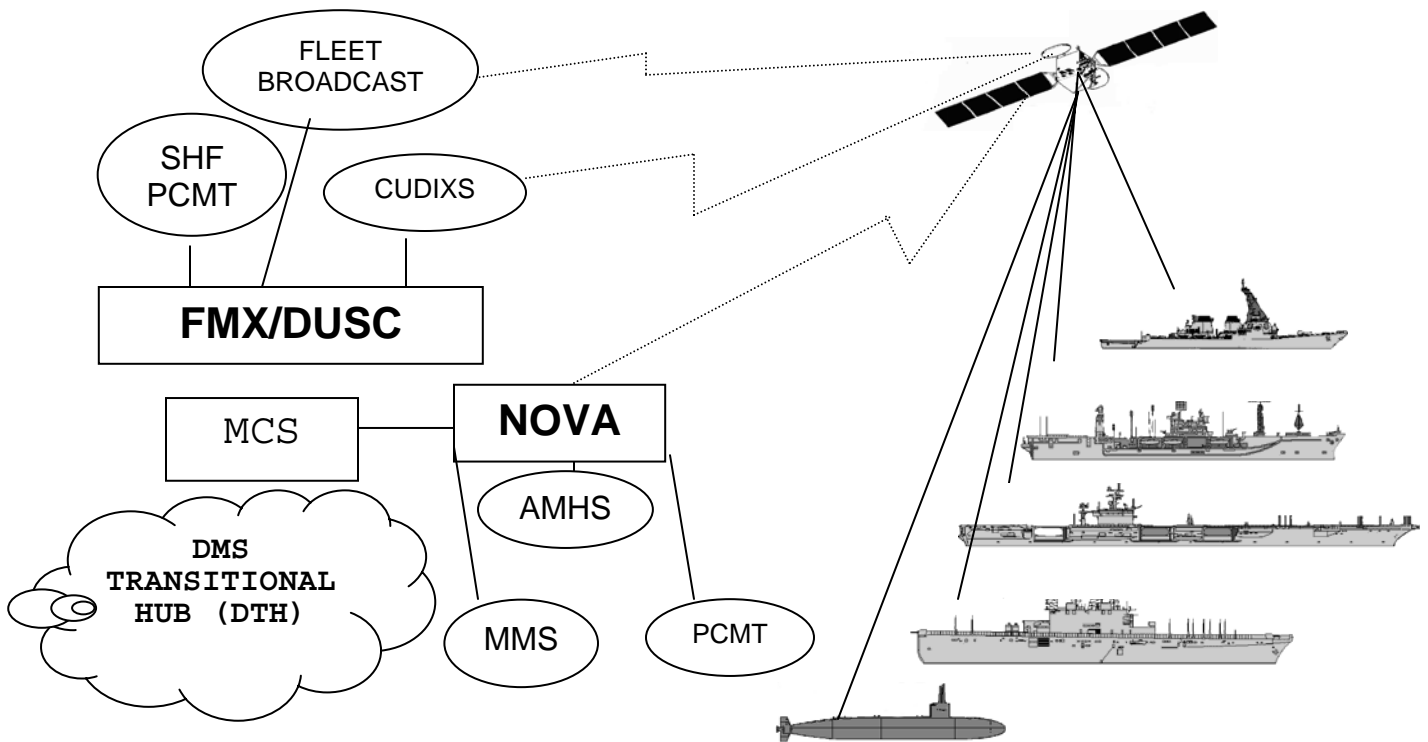 FLEET
BROADCAST
SHF
PCMT
CUDIXS
FMX/DUSC
NOVA
MCS
AMHS
DMS
TRANSITIONAL
HUB (DTH)
MMS
PCMT